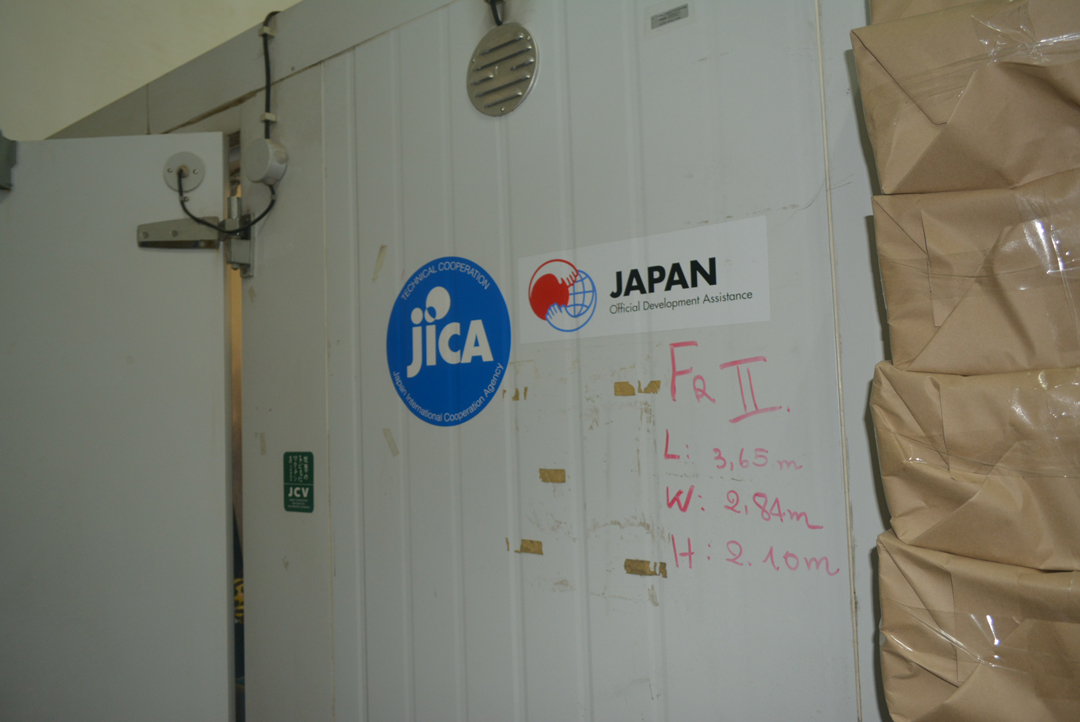 TECHNICAL COOPERATION
jica
Japan International Cooperation Agency
JAPAN
Official Development Assistance
FR II.
L: 3,65 m
W: 2,84m
H: 2.10m
JCV